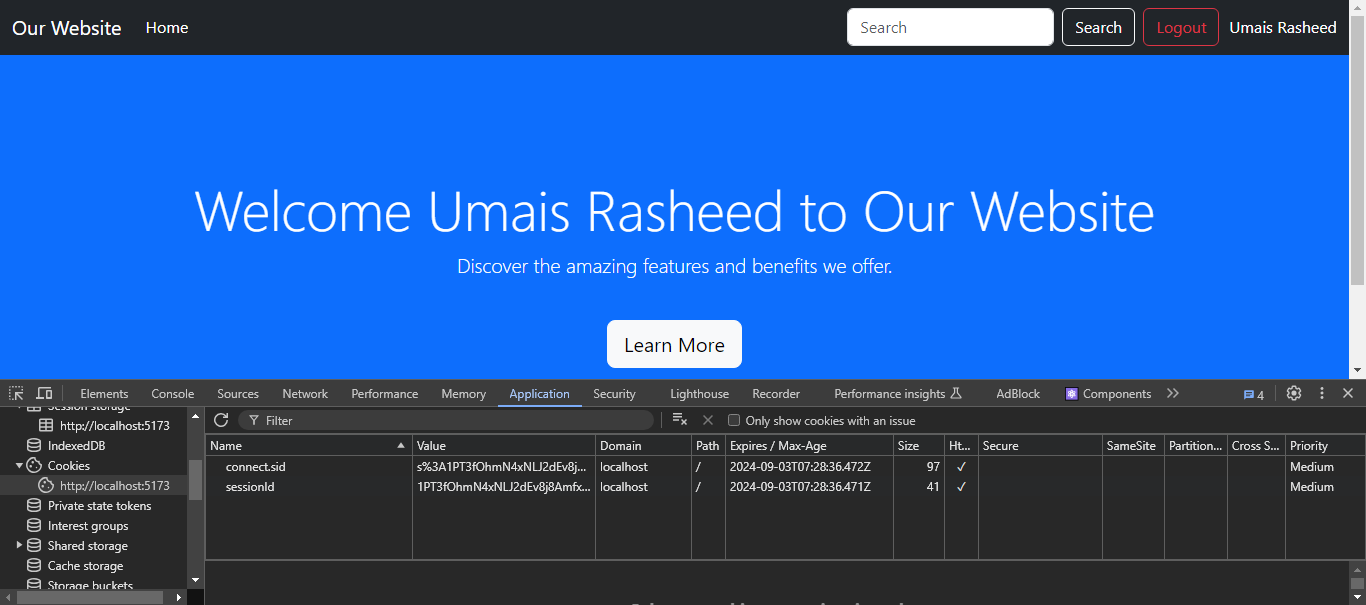 Our Website Home Search Search Logout Umais Rasheed
Welcome Umais Rasheed to Our Website
Discover the amazing features and benefits we offer.
Learn More
Elements Console Sources Network Performance Memory Application Security Lighthouse Recorder Performance insights AdBlock Components 4
Session storage
http://localhost:5173
IndexedDB
Cookies
http://localhost:5173
Private state tokens
Interest groups
Shared storage
Cache storage
Storage buckets
Filter Only show cookies with an issue
Name Value Domain Path Expires / Max-Age Size Ht... Secure SameSite Partition... Cross S... Priority
connect.sid s%3A1PT3fOhmN4xNLJ2dEv8j... localhost / 2024-09-03T07:28:36.472Z 97 ✓ Medium
sessionId 1PT3fOhmN4xNLJ2dEv8j8Amfx... localhost / 2024-09-03T07:28:36.471Z 41 ✓ Medium